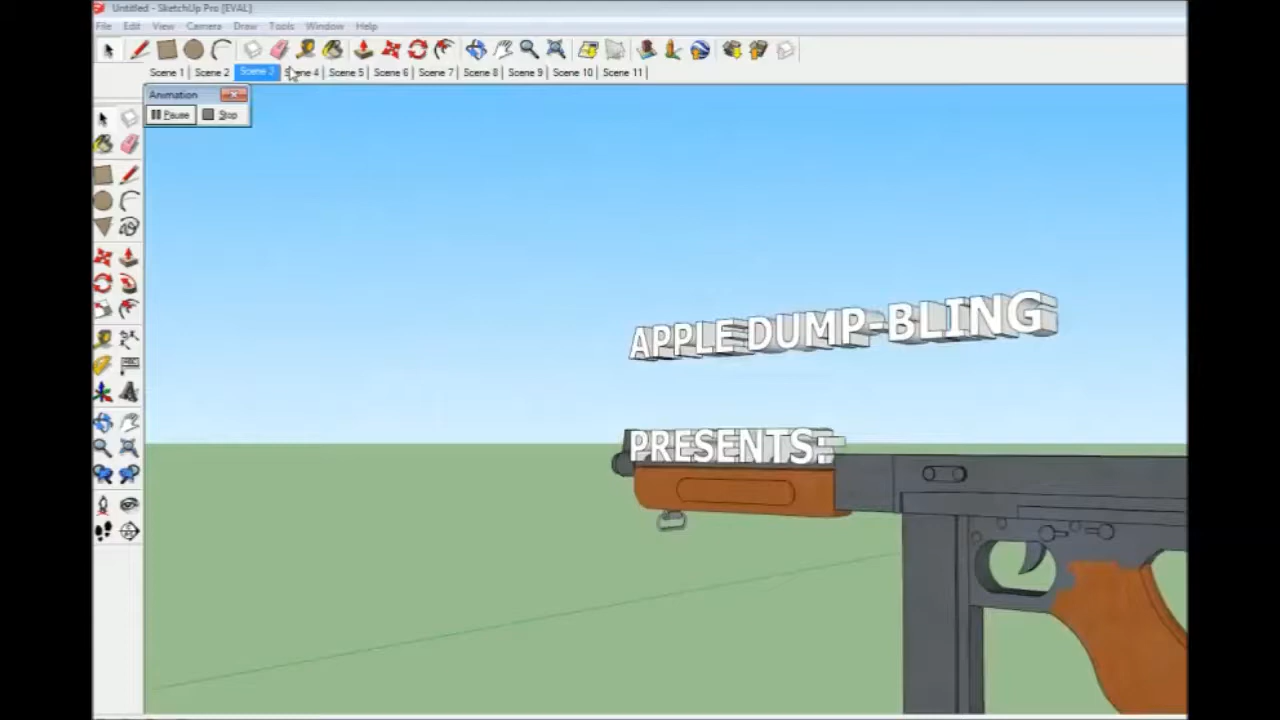 Untitled - SketchUp Pro [EVAL]
File Edit View Camera Draw Tools Window Help
Scene 1 Scene 2 Scene 3 Scene 4 Scene 5 Scene 6 Scene 7 Scene 8 Scene 9 Scene 10 Scene 11
Animation
Pause Stop
APPLE DUMP-BLING
PRESENTS: